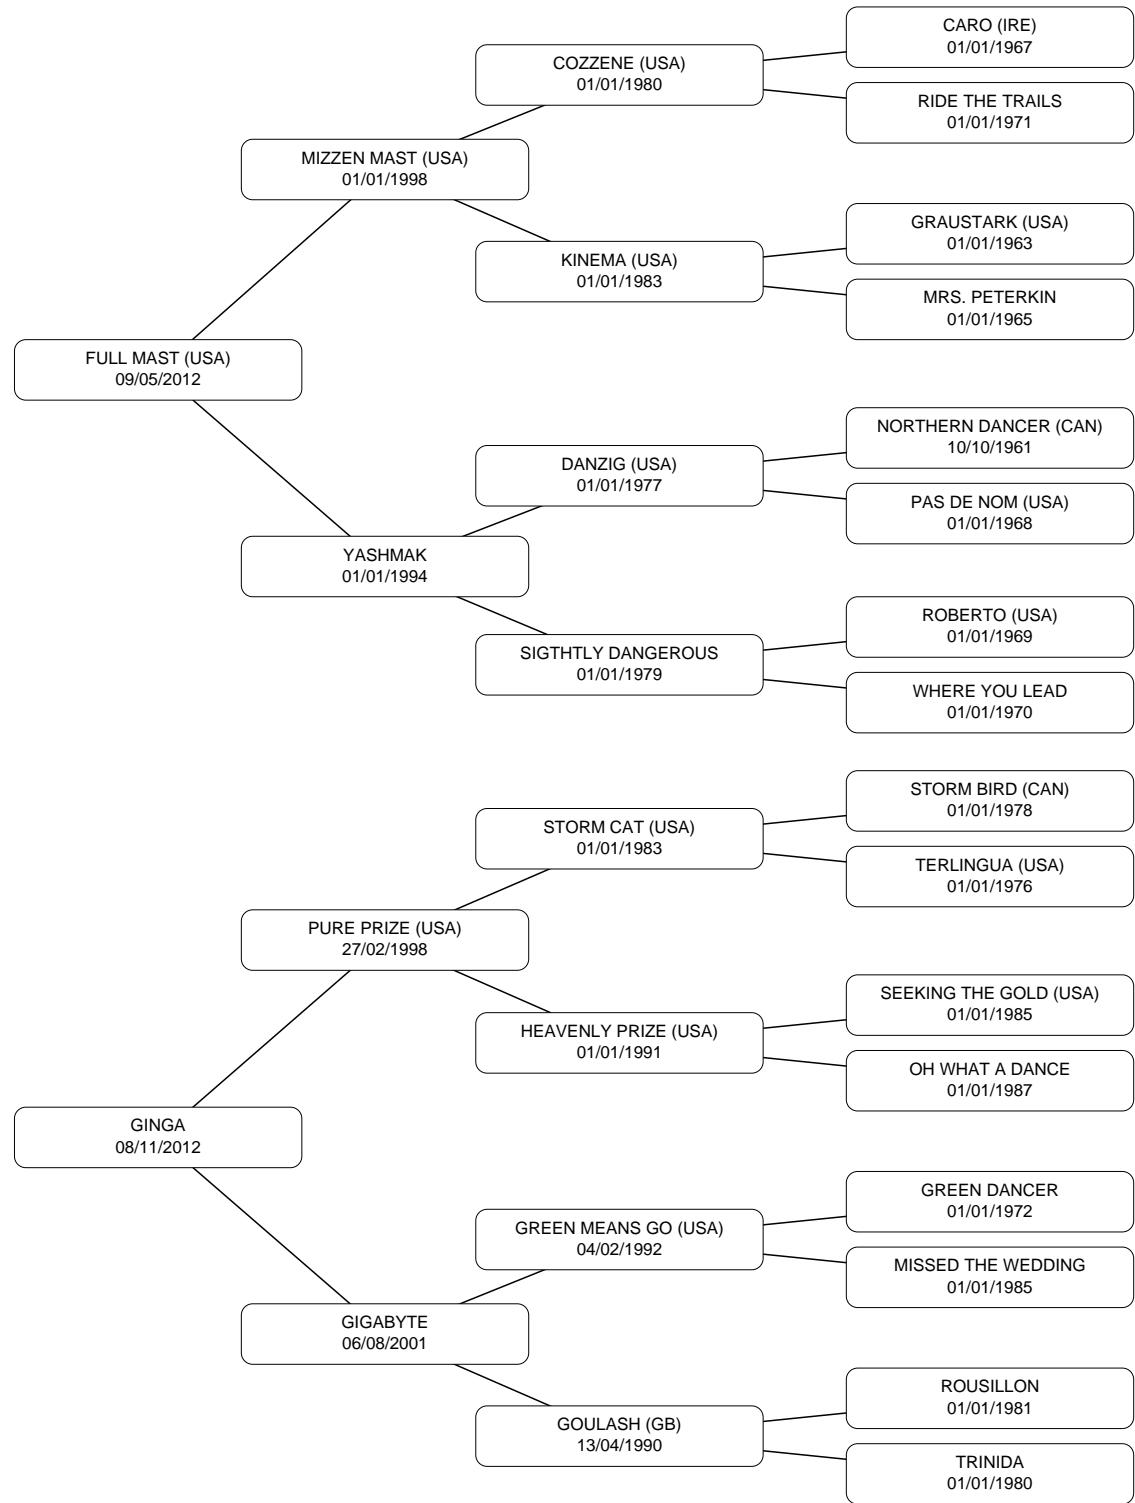 CARO (IRE)
01/01/1967
COZZENE (USA)
01/01/1980
RIDE THE TRAILS
01/01/1971
MIZZEN MAST (USA)
01/01/1998
GRAUSTARK (USA)
01/01/1963
KINEMA (USA)
01/01/1983
MRS. PETERKIN
01/01/1965
FULL MAST (USA)
09/05/2012
NORTHERN DANCER (CAN)
10/10/1961
DANZIG (USA)
01/01/1977
PAS DE NOM (USA)
01/01/1968
YASHMAK
01/01/1994
ROBERTO (USA)
01/01/1969
SIGTHTLY DANGEROUS
01/01/1979
WHERE YOU LEAD
01/01/1970
STORM BIRD (CAN)
01/01/1978
STORM CAT (USA)
01/01/1983
TERLINGUA (USA)
01/01/1976
PURE PRIZE (USA)
27/02/1998
SEEKING THE GOLD (USA)
01/01/1985
HEAVENLY PRIZE (USA)
01/01/1991
OH WHAT A DANCE
01/01/1987
GINGA
08/11/2012
GREEN DANCER
01/01/1972
GREEN MEANS GO (USA)
04/02/1992
MISSED THE WEDDING
01/01/1985
GIGABYTE
06/08/2001
ROUSILLON
01/01/1981
GOULASH (GB)
13/04/1990
TRINIDA
01/01/1980